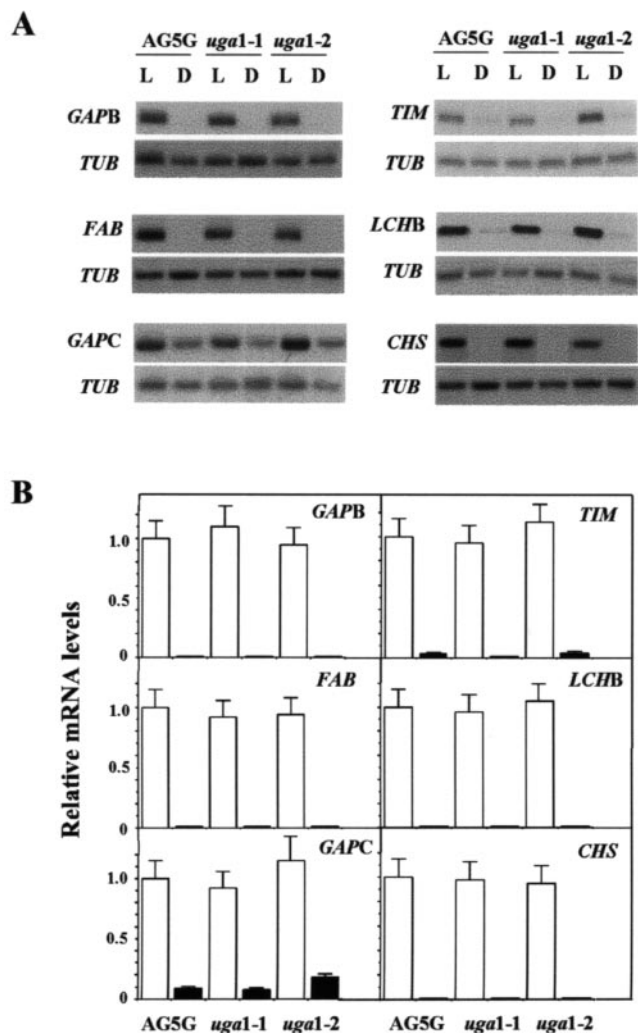 A
AG5G uga1-1 uga1-2
L D L D L D
GAPB
TUB
FAB
TUB
GAPC
TUB
AG5G uga1-1 uga1-2
L D L D L D
TIM
TUB
LCHB
TUB
CHS
TUB
B
Relative mRNA levels
GAPB
1.0
0.5
0
TIM
FAB
1.0
0.5
0
LCHB
GAPC
1.0
0.5
0
CHS
AG5G uga1-1 uga1-2
AG5G uga1-1 uga1-2